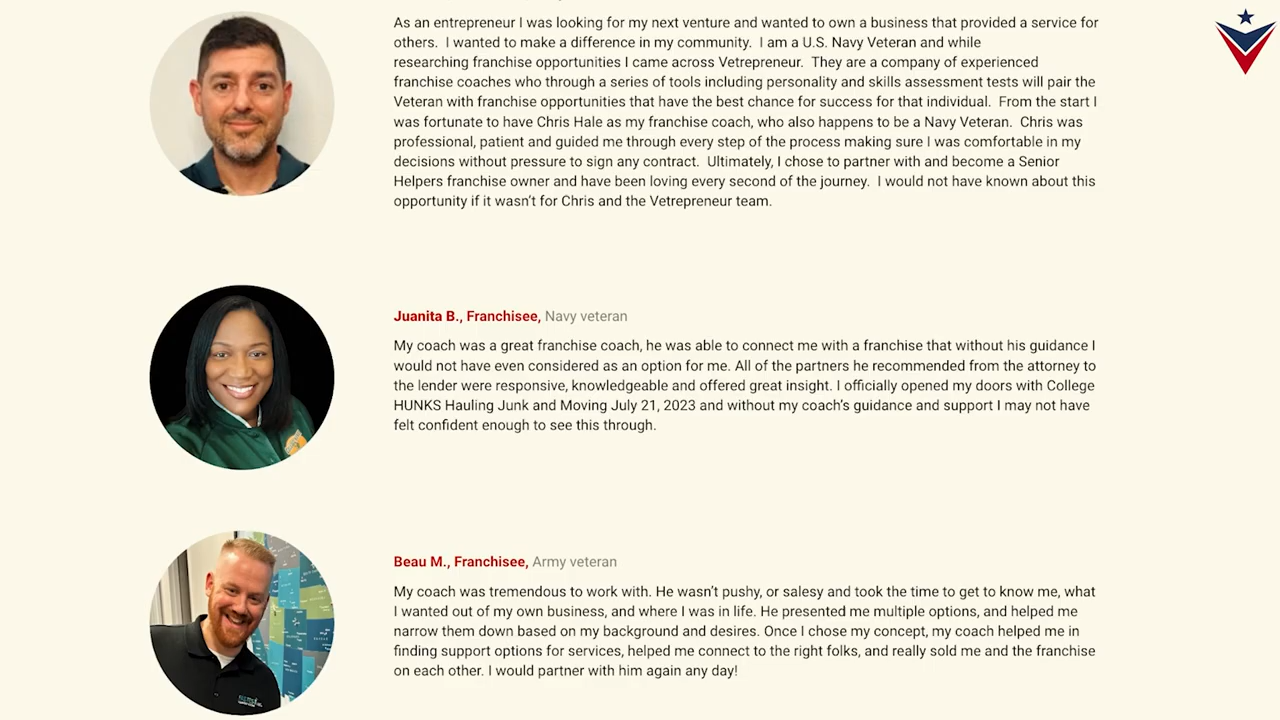 As an entrepreneur I was looking for my next venture and wanted to own a business that provided a service for
others.  I wanted to make a difference in my community.  I am a U.S. Navy Veteran and while
researching franchise opportunities I came across Vetrepreneur.  They are a company of experienced
franchise coaches who through a series of tools including personality and skills assessment tests will pair the
Veteran with franchise opportunities that have the best chance for success for that individual.  From the start I
was fortunate to have Chris Hale as my franchise coach, who also happens to be a Navy Veteran.  Chris was
professional, patient and guided me through every step of the process making sure I was comfortable in my
decisions without pressure to sign any contract.  Ultimately, I chose to partner with and become a Senior
Helpers franchise owner and have been loving every second of the journey.  I would not have known about this
opportunity if it wasn't for Chris and the Vetrepreneur team.
Juanita B., Franchisee, Navy veteran
My coach was a great franchise coach, he was able to connect me with a franchise that without his guidance I
would not have even considered as an option for me. All of the partners he recommended from the attorney to
the lender were responsive, knowledgeable and offered great insight. I officially opened my doors with College
HUNKS Hauling Junk and Moving July 21, 2023 and without my coach's guidance and support I may not have
felt confident enough to see this through.
Beau M., Franchisee, Army veteran
My coach was tremendous to work with. He wasn't pushy, or salesy and took the time to get to know me, what
I wanted out of my own business, and where I was in life. He presented me multiple options, and helped me
narrow them down based on my background and desires. Once I chose my concept, my coach helped me in
finding support options for services, helped me connect to the right folks, and really sold me and the franchise
on each other. I would partner with him again any day!